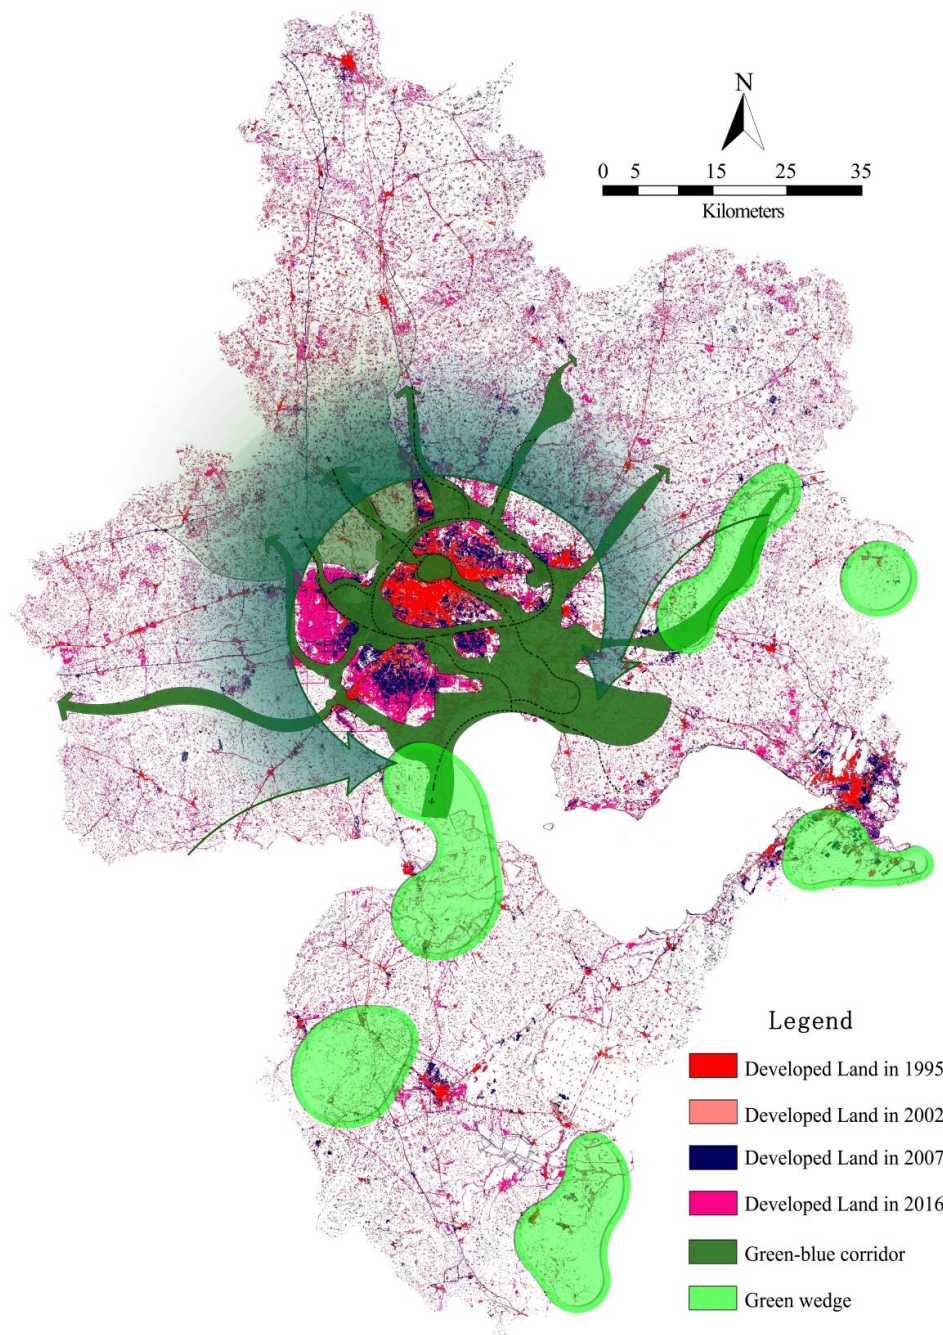 N
0 5 15 25 35
Kilometers
Legend
Developed Land in 1995
Developed Land in 2002
Developed Land in 2007
Developed Land in 2016
Green-blue corridor
Green wedge